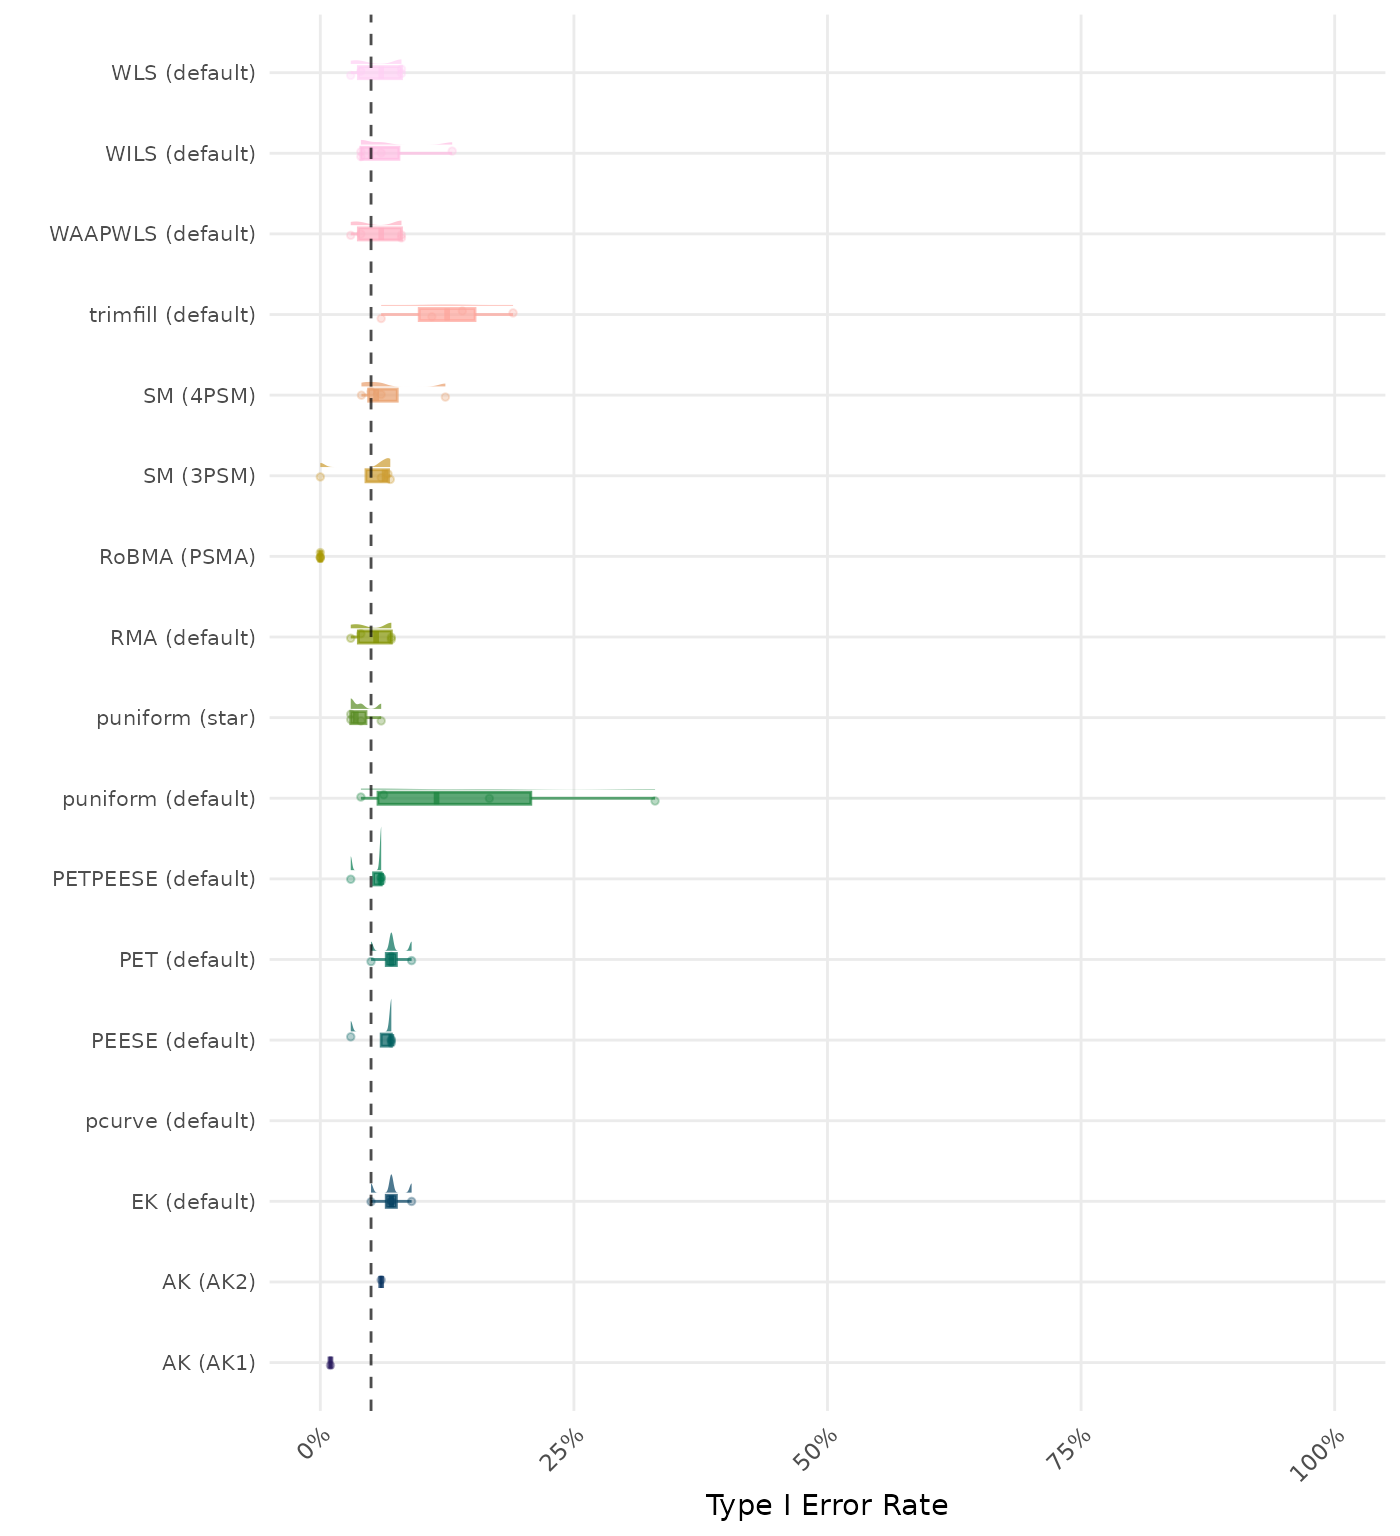 WLS (default)
WILS (default)
WAAPWLS (default)
trimfill (default)
SM (4PSM)
SM (3PSM)
RoBMA (PSMA)
RMA (default)
puniform (star)
puniform (default)
PETPEESE (default)
PET (default)
PEESE (default)
pcurve (default)
EK (default)
AK (AK2)
AK (AK1)
0%
25%
50%
75%
100%
Type I Error Rate